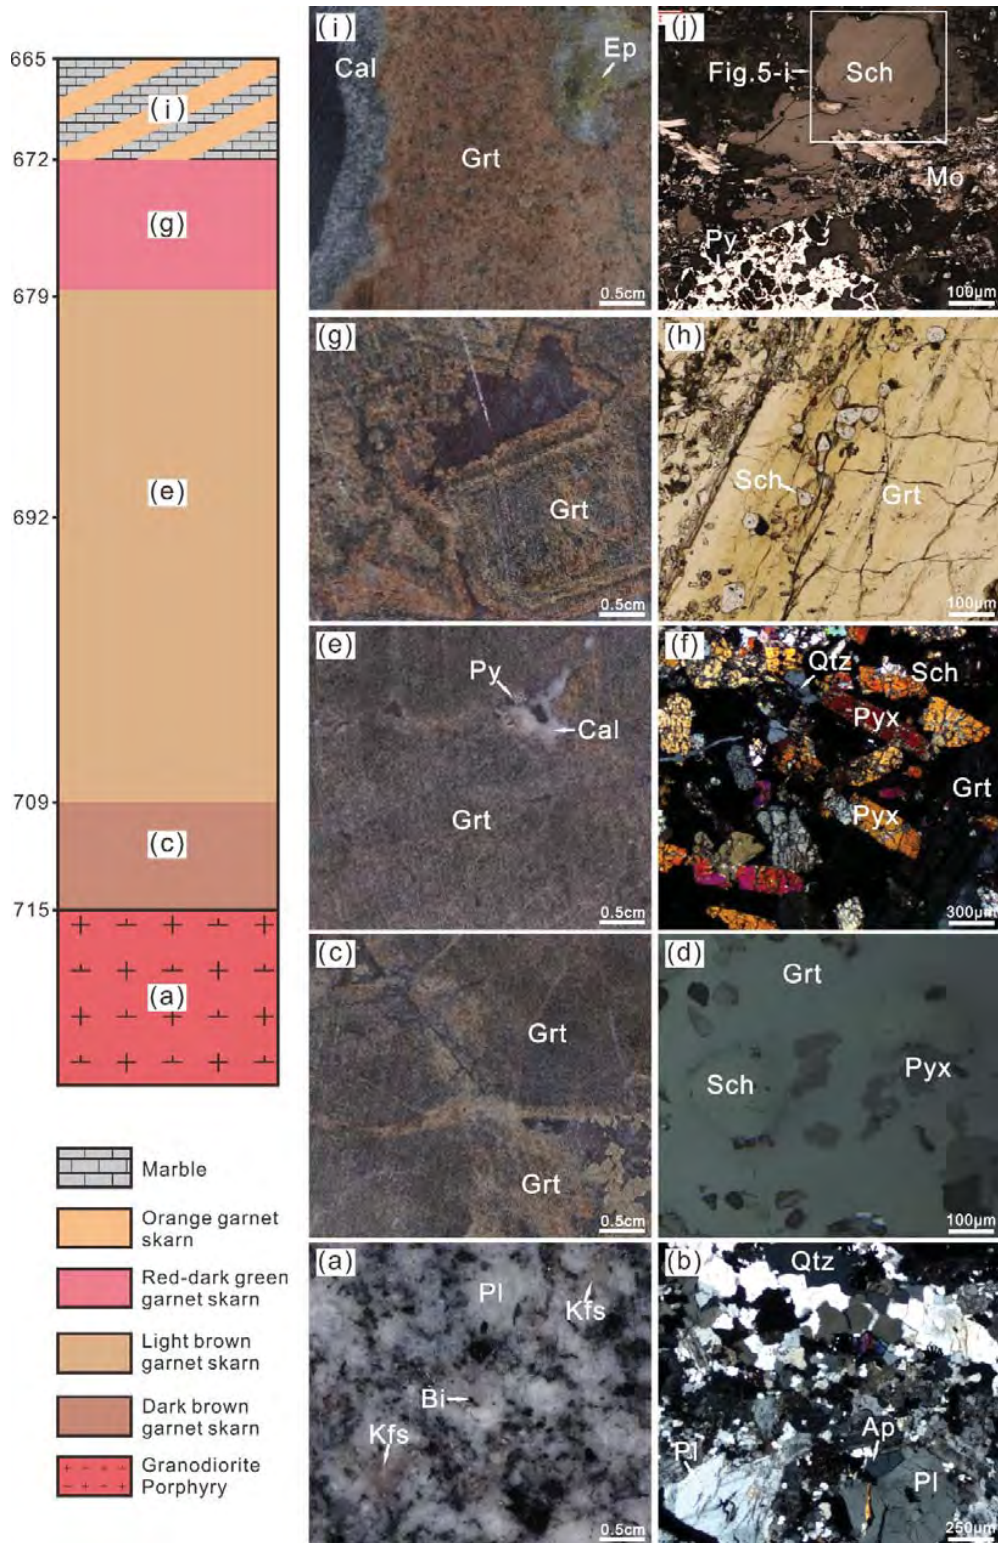 665
(i)
672
(g)
679
(e)
692
709
(c)
715
(a)
Marble
Orange garnet
skarn
Red-dark green
garnet skarn
Light brown
garnet skarn
Dark brown
garnet skarn
Granodiorite
Porphyry
(i)
Cal
Ep
Grt
0.5cm
(j)
Fig.5-i
Sch
Mo
Py
100μm
(g)
Grt
0.5cm
(h)
Sch
Grt
100μm
(e)
Py
Cal
Grt
0.5cm
(f)
Qtz
Sch
Pyx
Grt
Pyx
300μm
(c)
Grt
Grt
0.5cm
(d)
Grt
Sch
Pyx
100μm
(a)
Pl
Kfs
Bi
Kfs
0.5cm
(b)
Qtz
Ap
Pl
Pl
250μm